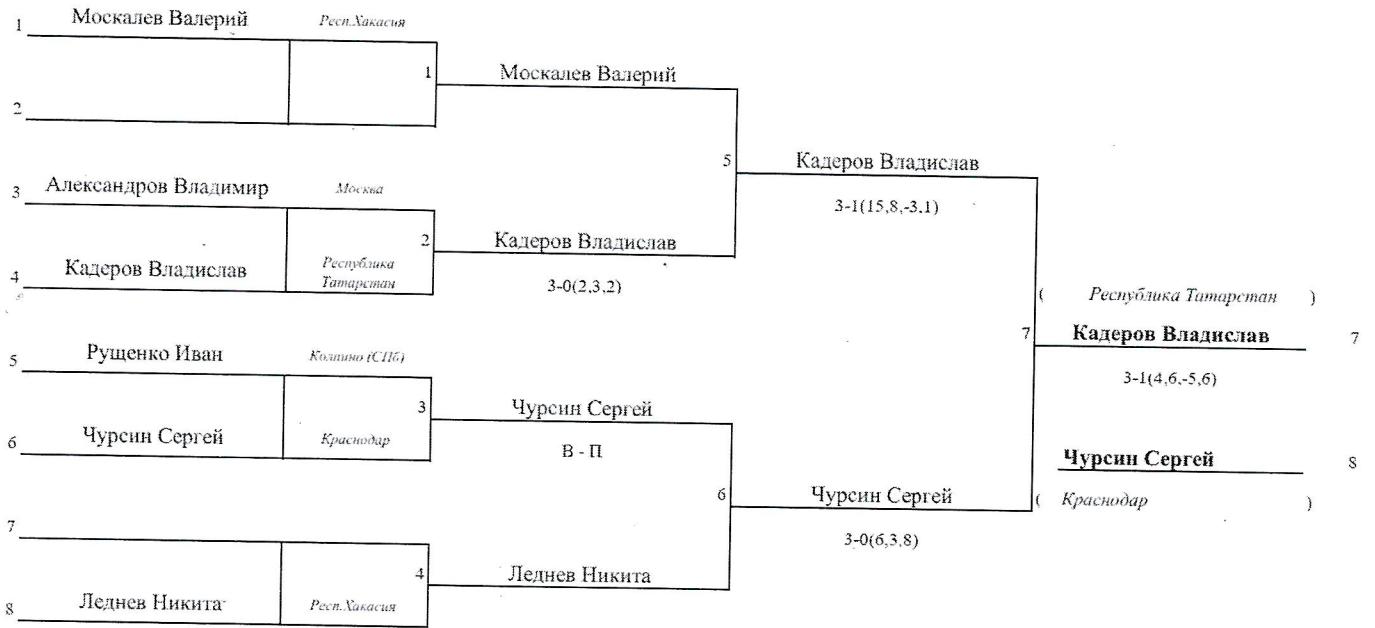 1 Москалев Валерий Респ.Хакасия
1 Москалев Валерий
2
5 Кадеров Владислав
3-1(15,8,-3,1)
3 Александров Владимир Москва
2 Кадеров Владислав
3-0(2,3,2)
4 Кадеров Владислав Республика
Татарстан
( Республика Татарстан )
7 Кадеров Владислав 7
3-1(4,6,-5,6)
5 Рущенко Иван Колпино (СПб)
3 Чурсин Сергей
В - П
6 Чурсин Сергей Краснодар
Чурсин Сергей 8
( Краснодар )
6 Чурсин Сергей
3-0(6,3,8)
7
4 Леднев Никита
8 Леднев Никита Респ.Хакасия